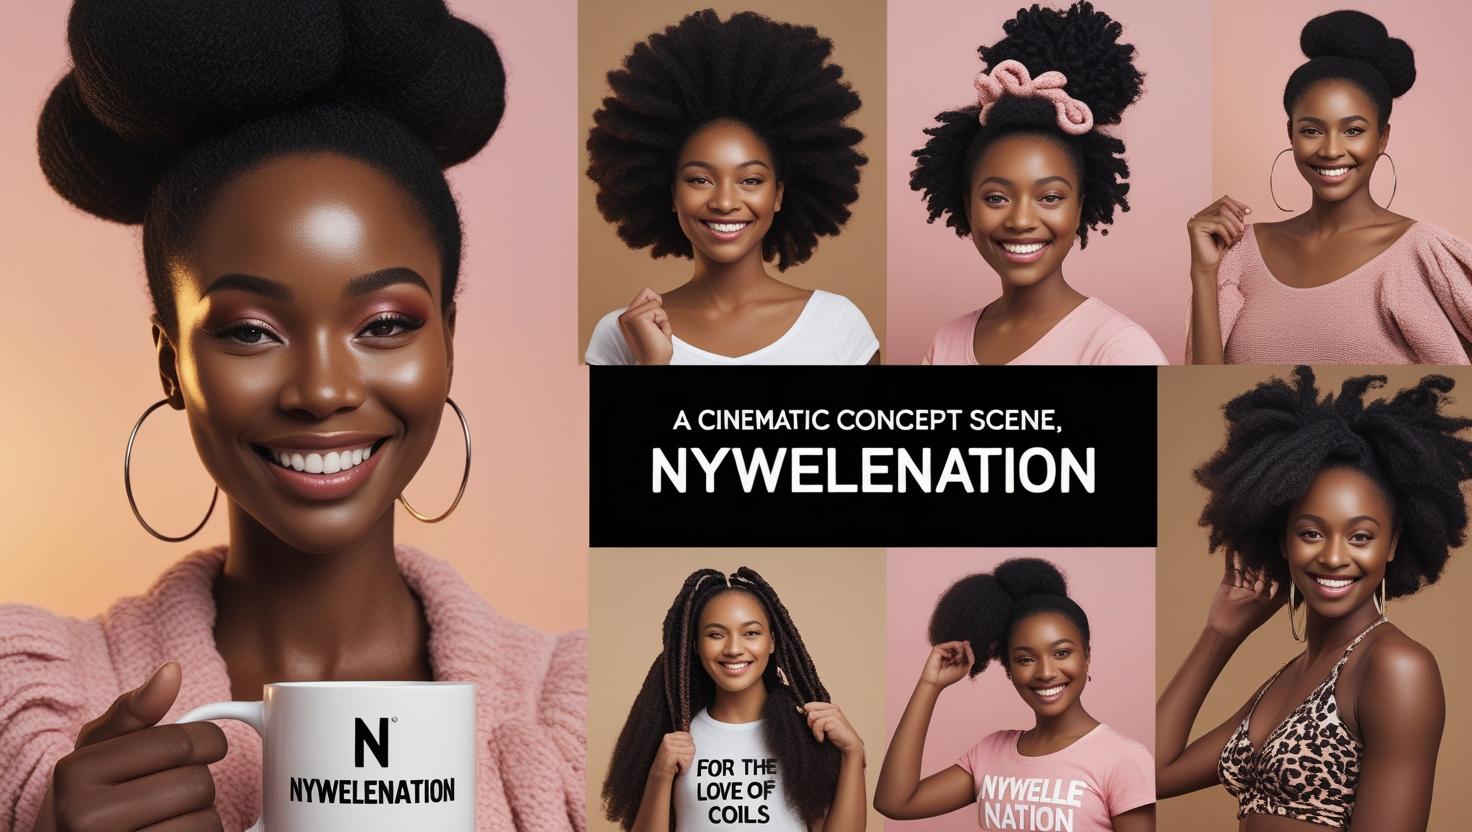 A CINEMATIC CONCEPT SCENE,
NYWELENATION
N
NYWELENATION
FOR THE
LOVE OF
COILS
NYWELLE
NATION